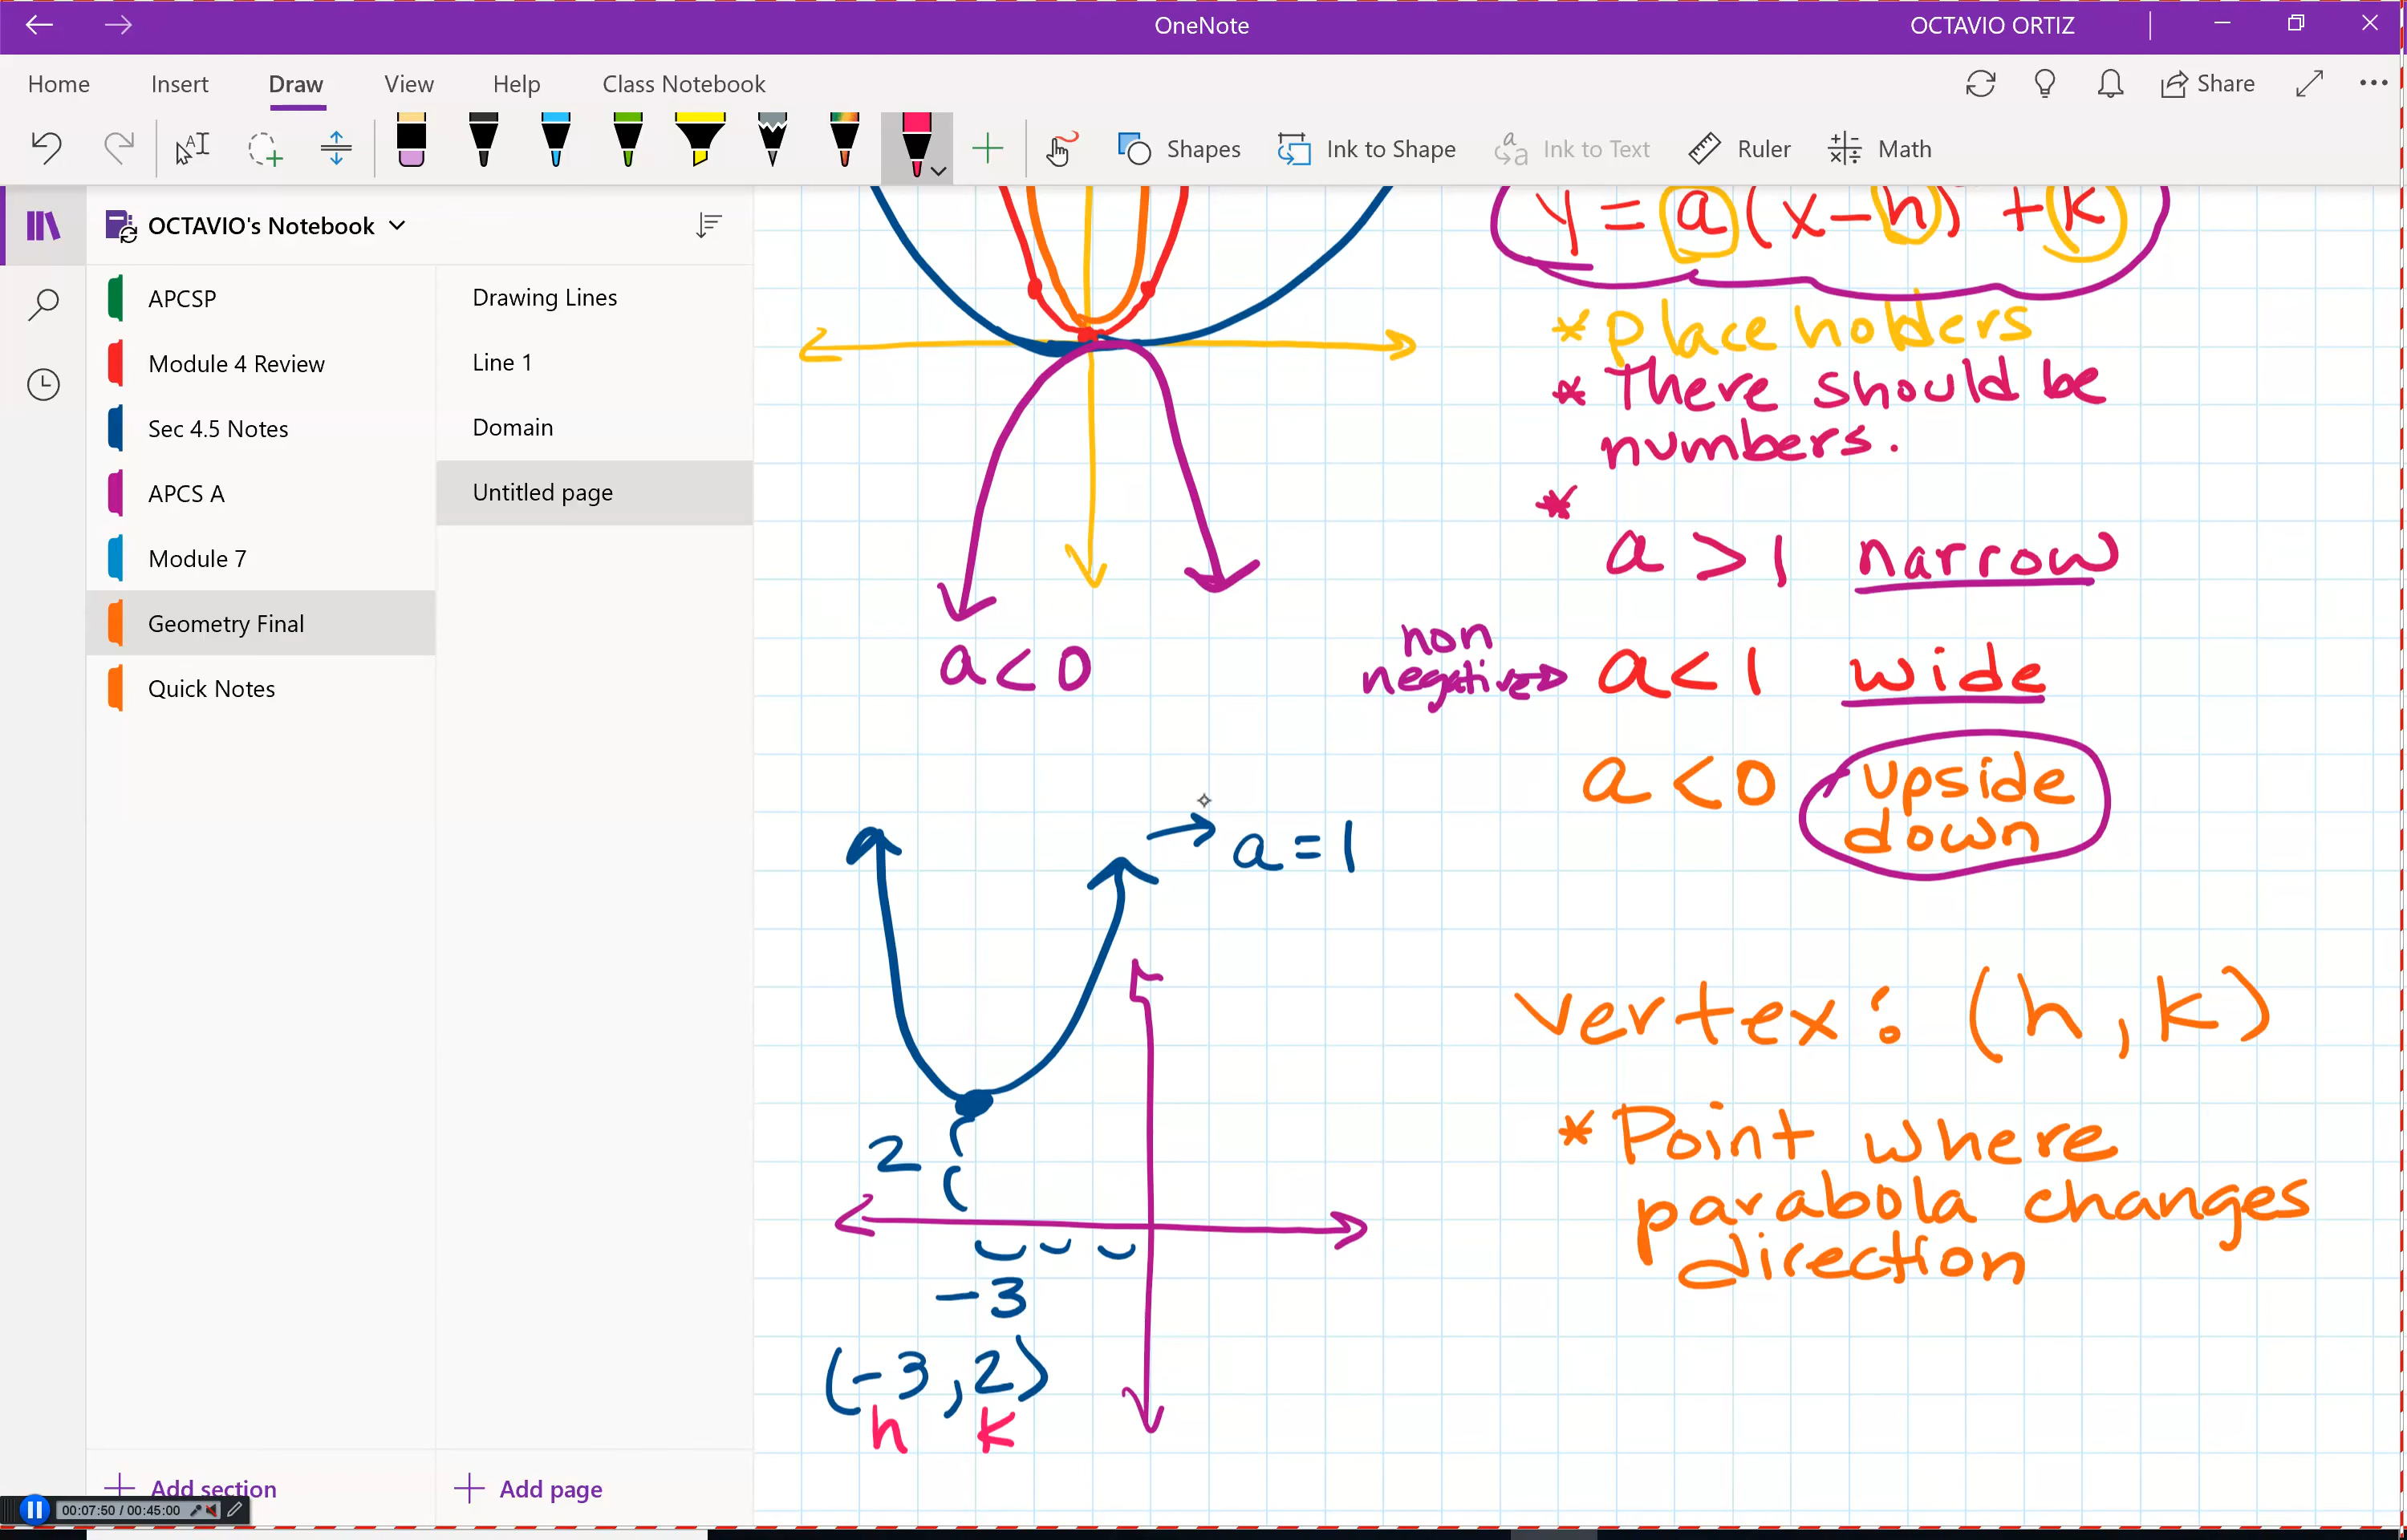 OneNote
OCTAVIO ORTIZ
Home Insert Draw View Help Class Notebook
Share
Shapes Ink to Shape Ink to Text Ruler Math
OCTAVIO's Notebook
APCSP
Module 4 Review
Sec 4.5 Notes
APCS A
Module 7
Geometry Final
Quick Notes
Drawing Lines
Line 1
Domain
Untitled page
Add section
Add page
00:07:50 / 00:45:00
a < 0
a = 1
2
-3
(-3, 2)
h k
y = a(x-h) + k
* Place holders
* There should be
numbers.
*
a > 1 narrow
non
negative
a < 1 wide
a < 0 upside
down
Vertex: (h, k)
* Point where
parabola changes
direction